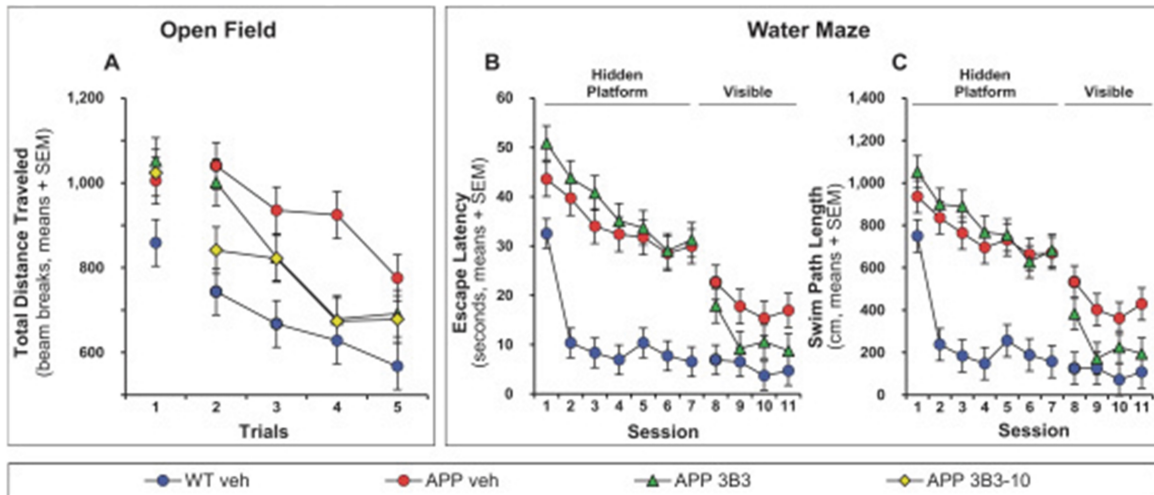 Open Field
Water Maze
A
B
C
Hidden
Platform
Visible
Hidden
Platform
Visible
Total Distance Traveled
(beam breaks, means + SEM)
1,200
1,000
800
600
1
2
3
4
5
Trials
Escape Latency
(seconds, means + SEM)
60
50
40
30
20
10
0
1 2 3 4 5 6 7 8 9 10 11
Session
Swim Path Length
(cm, means + SEM)
1,400
1,200
1,000
800
600
400
200
0
1 2 3 4 5 6 7 8 9 10 11
Session
WT veh
APP veh
APP 3B3
APP 3B3-10